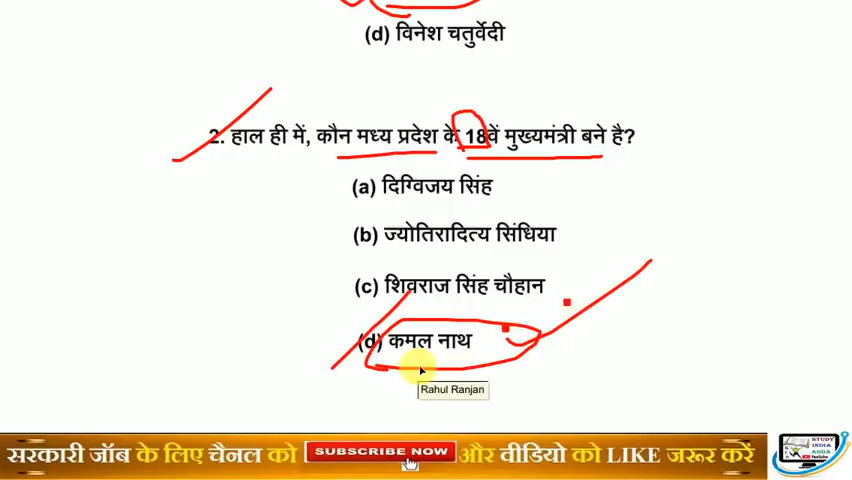 (d) विनेश चतुर्वेदी
2. हाल ही में, कौन मध्य प्रदेश के 18वें मुख्यमंत्री बने है?
(a) दिग्विजय सिंह
(b) ज्योतिरादित्य सिंधिया
(c) शिवराज सिंह चौहान
(d) कमल नाथ
Rahul Ranjan
सरकारी जॉब के लिए चैनल को SUBSCRIBE NOW और वीडियो को LIKE जरूर करें
STUDY
INDIA
ADDA
YouTube